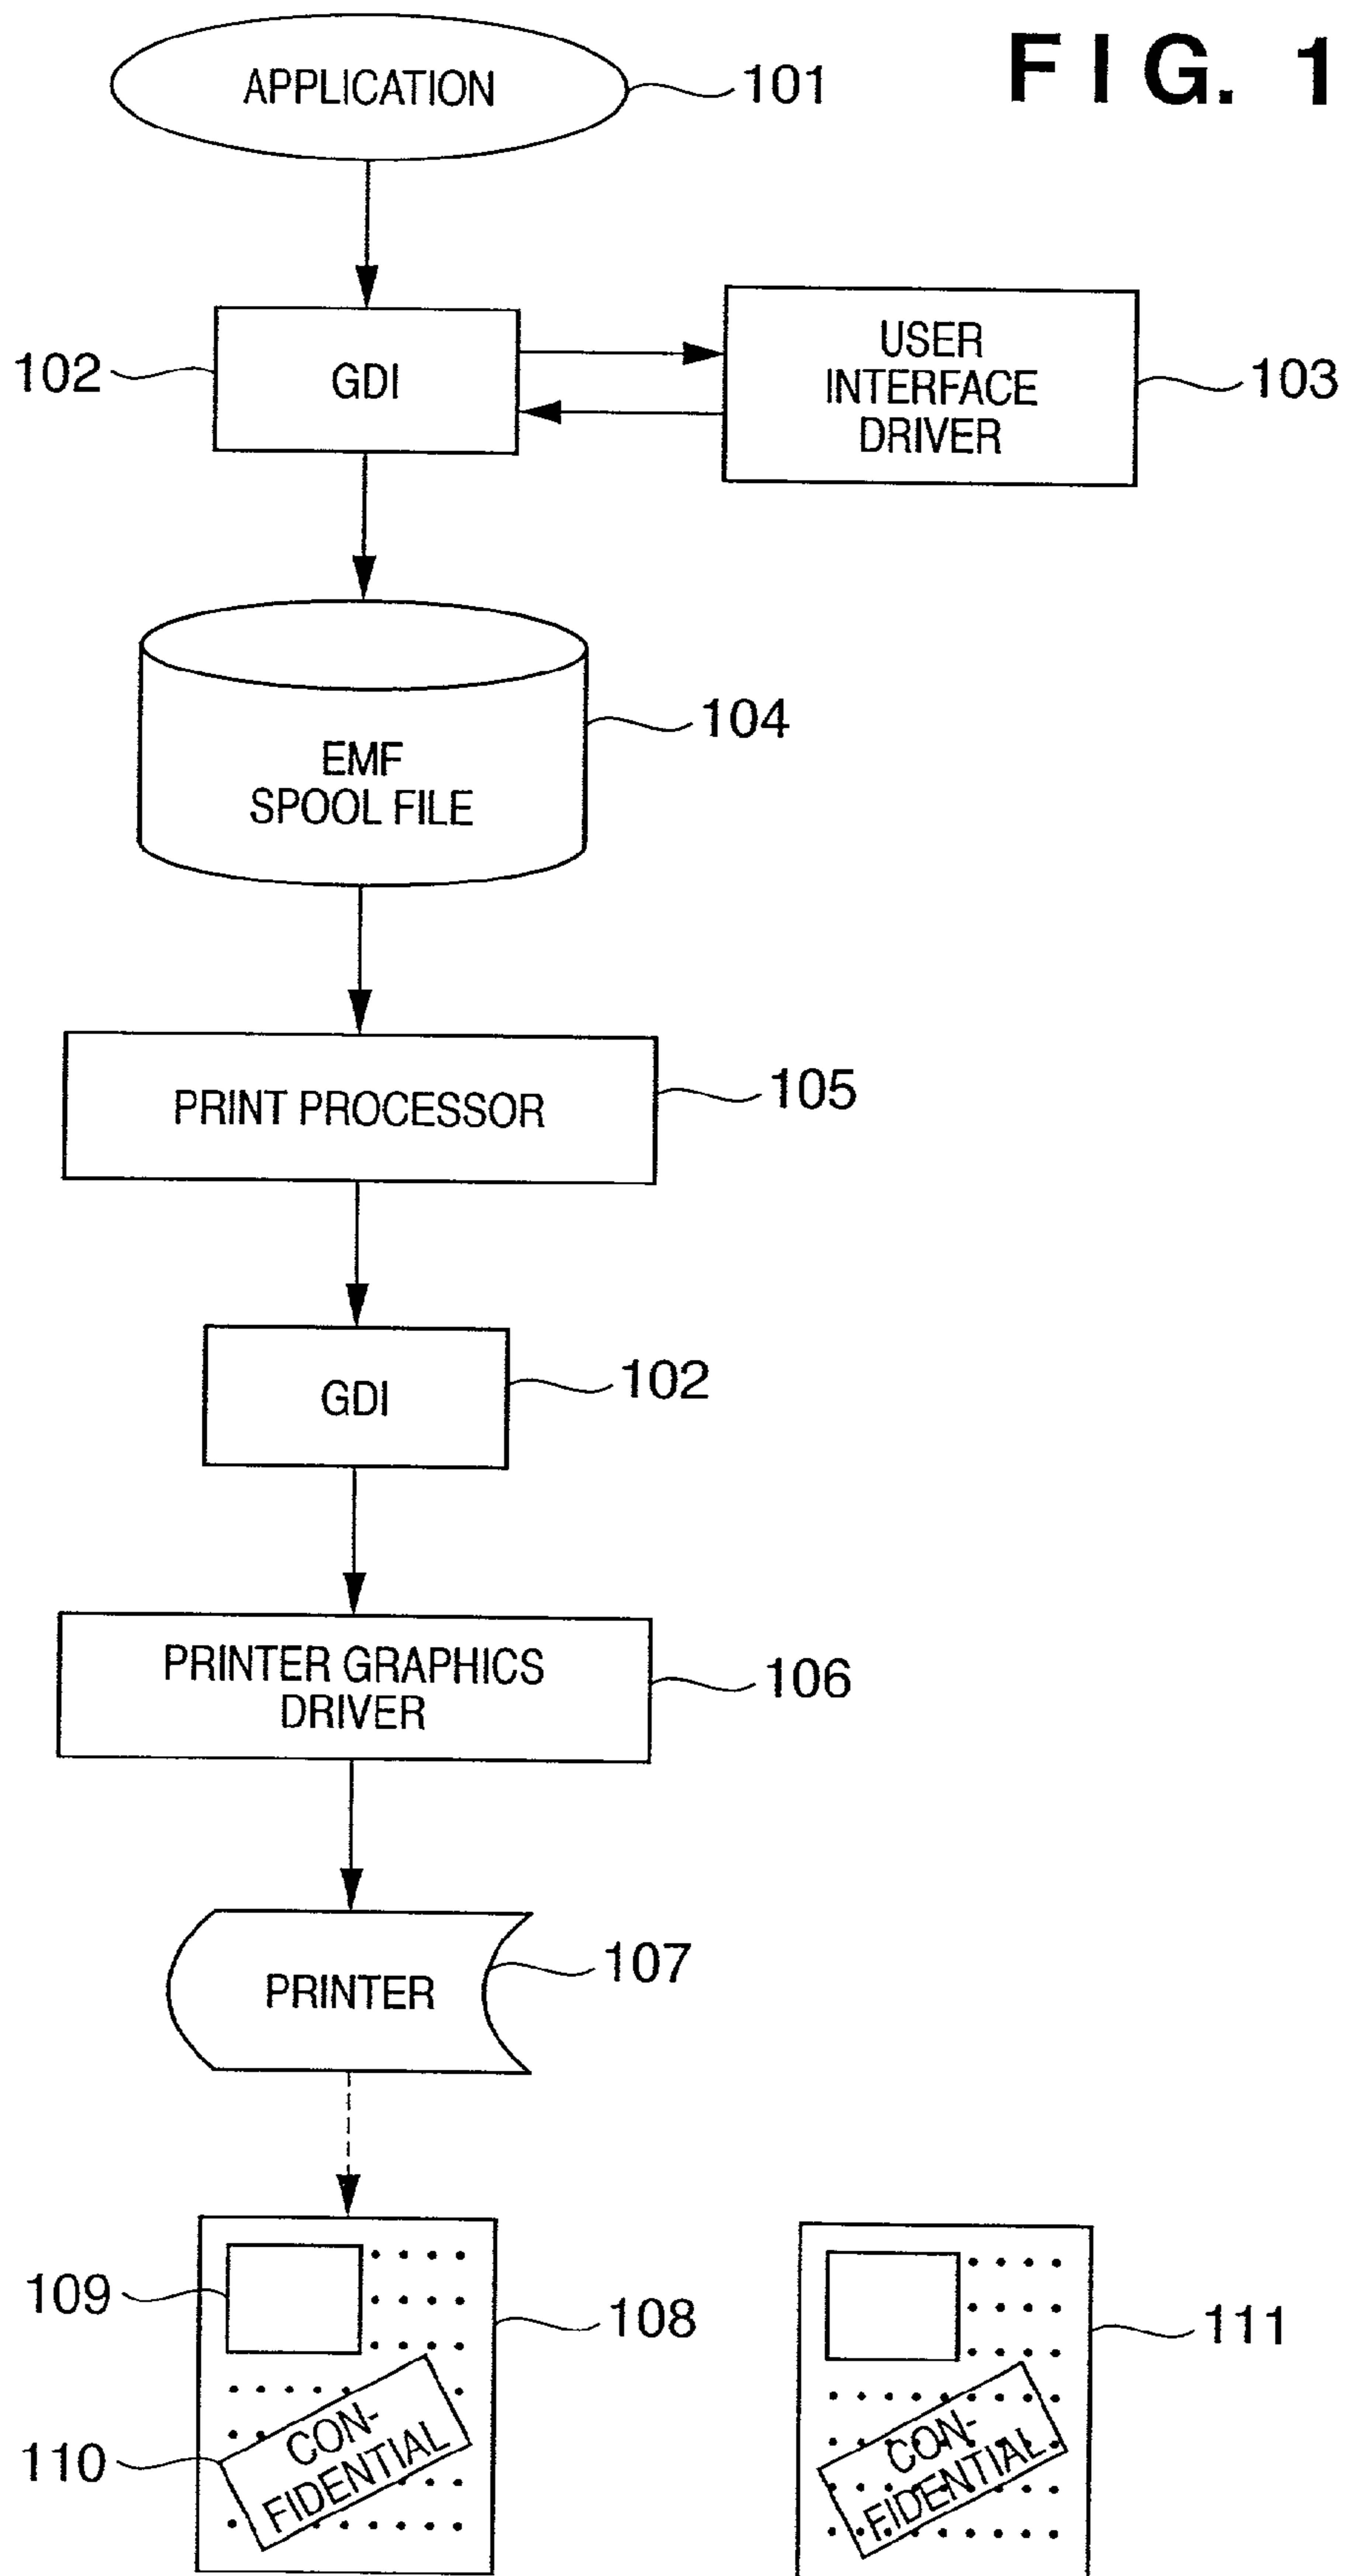 FIG. 1
APPLICATION
101
102
GDI
USER
INTERFACE
DRIVER
103
104
EMF
SPOOL FILE
PRINT PROCESSOR
105
GDI
102
PRINTER GRAPHICS
DRIVER
106
PRINTER
107
109
108
111
110
CON-
FIDENTIAL
CON-
FIDENTIAL